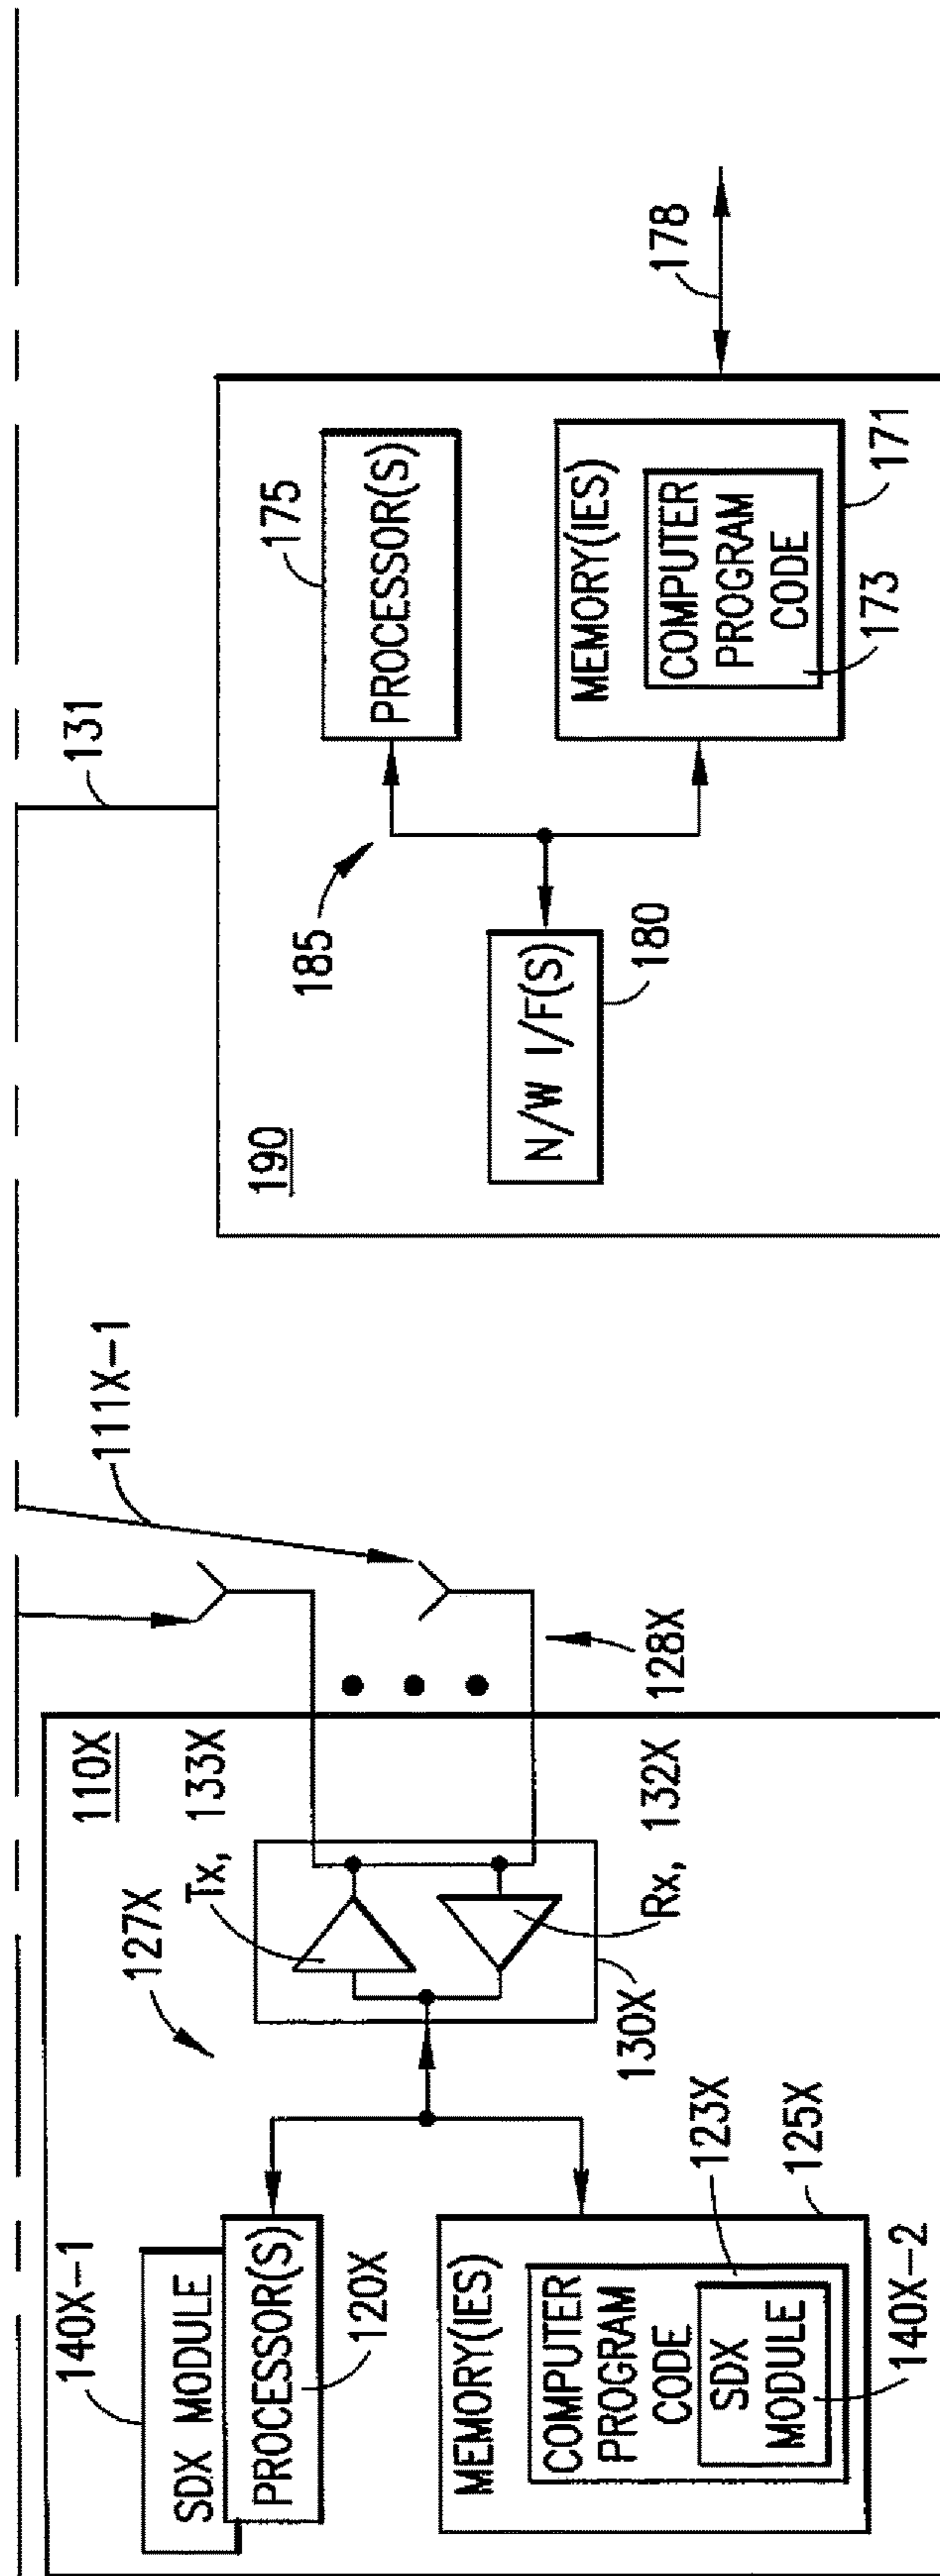 110X
140X-1
SDX MODULE
PROCESSOR(S)
120X
127X
Tx, 133X
111X-1
MEMORY(IES)
COMPUTER
PROGRAM
CODE
SDX
MODULE
123X
125X
140X-2
130X
Rx, 132X
128X
131
190
185
175
PROCESSOR(S)
N/W I/F(S)
180
MEMORY(IES)
COMPUTER
PROGRAM
CODE
173
171
178